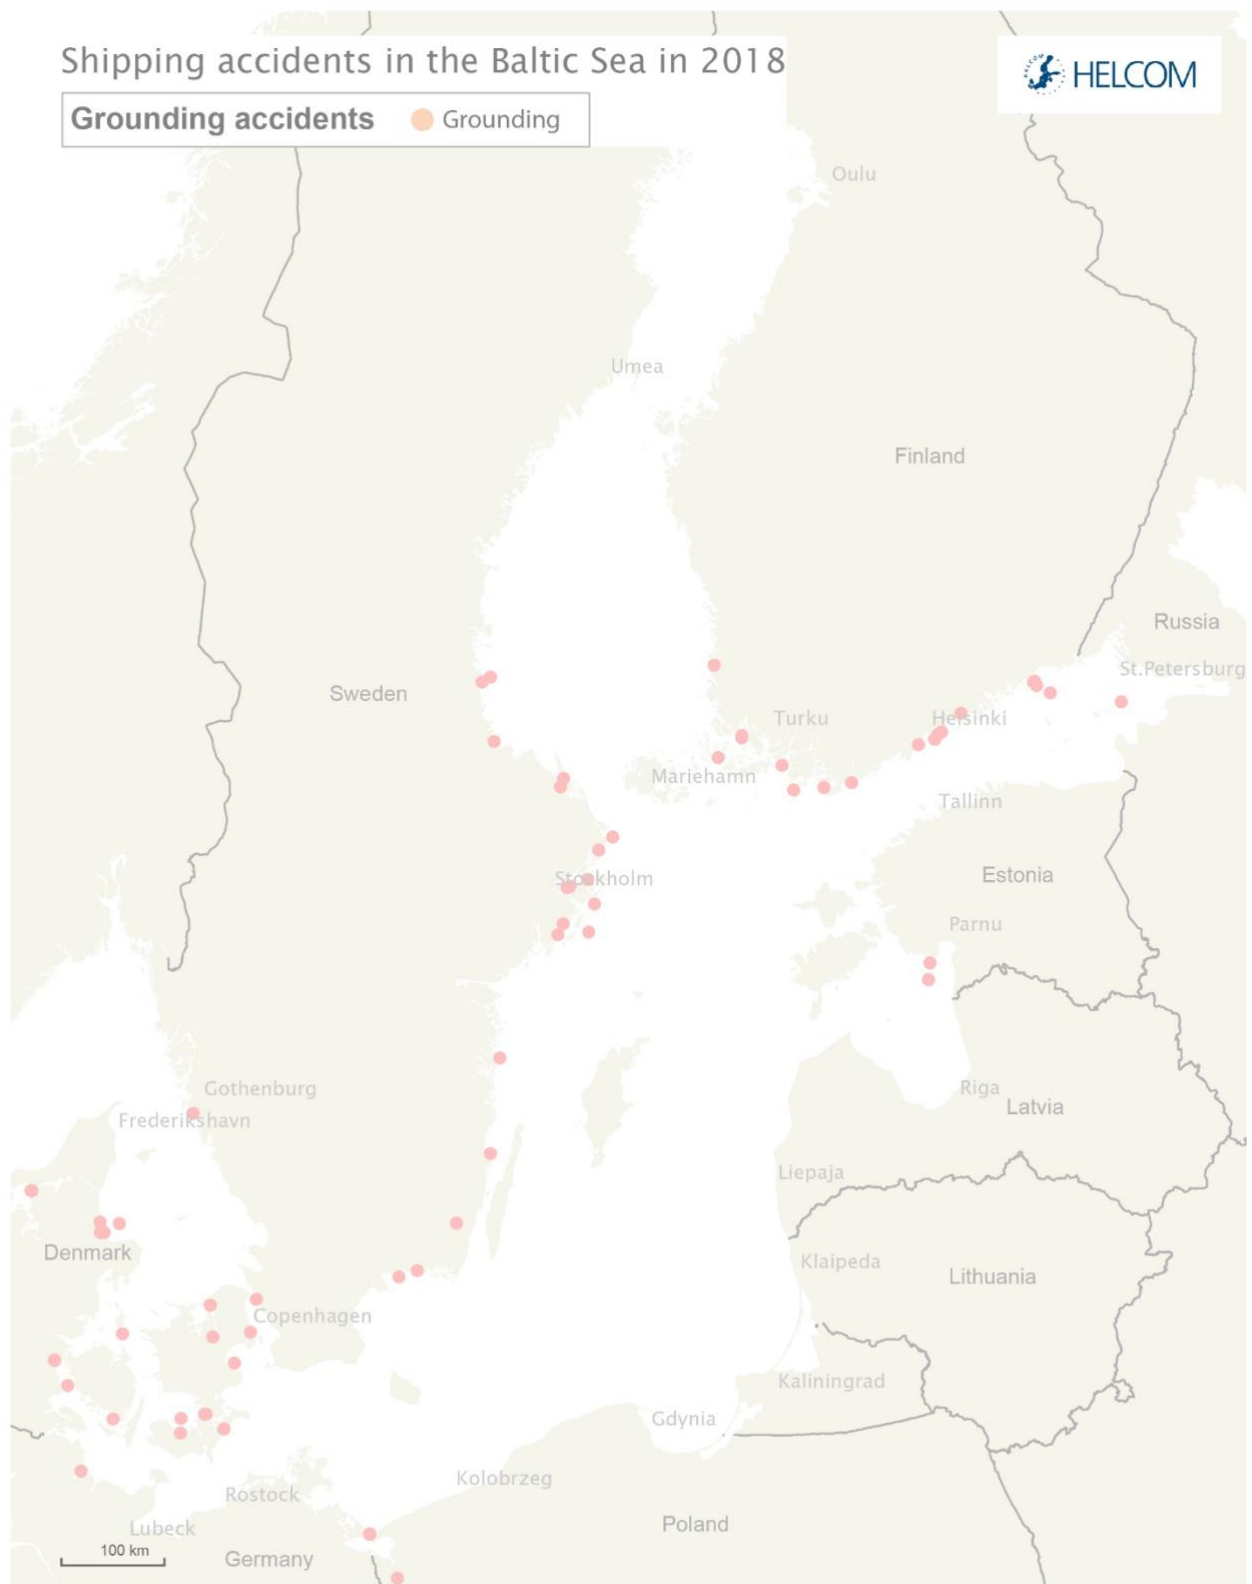 Shipping accidents in the Baltic Sea in 2018
HELCOM
HELCOM
Grounding accidents Grounding
Oulu
Umea
Finland
Russia
St.Petersburg
Sweden
Turku
Helsinki
Mariehamn
Tallinn
Stockholm
Estonia
Parnu
Gothenburg
Riga
Latvia
Frederikshavn
Liepaja
Denmark
Klaipeda
Lithuania
Copenhagen
Kaliningrad
Gdynia
Kolobrzeg
Rostock
Poland
Lubeck
100 km
Germany